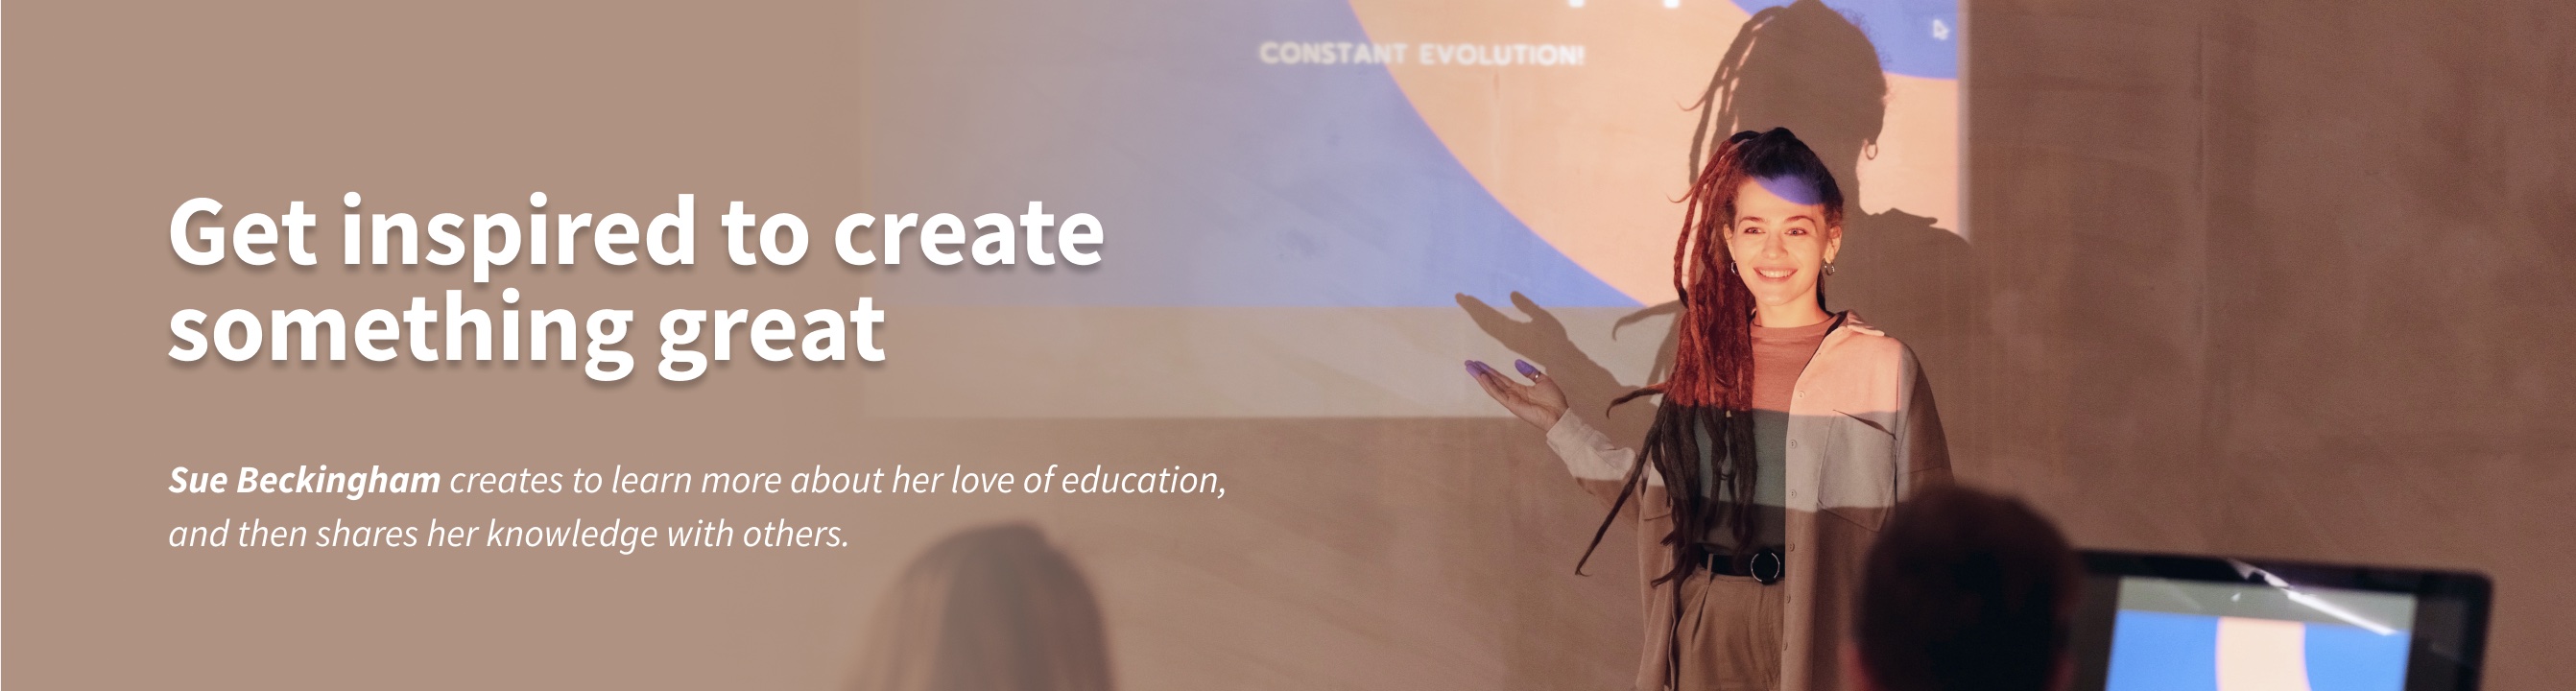 CONSTANT EVOLUTION!
Get inspired to create
something great
Sue Beckingham creates to learn more about her love of education,
and then shares her knowledge with others.